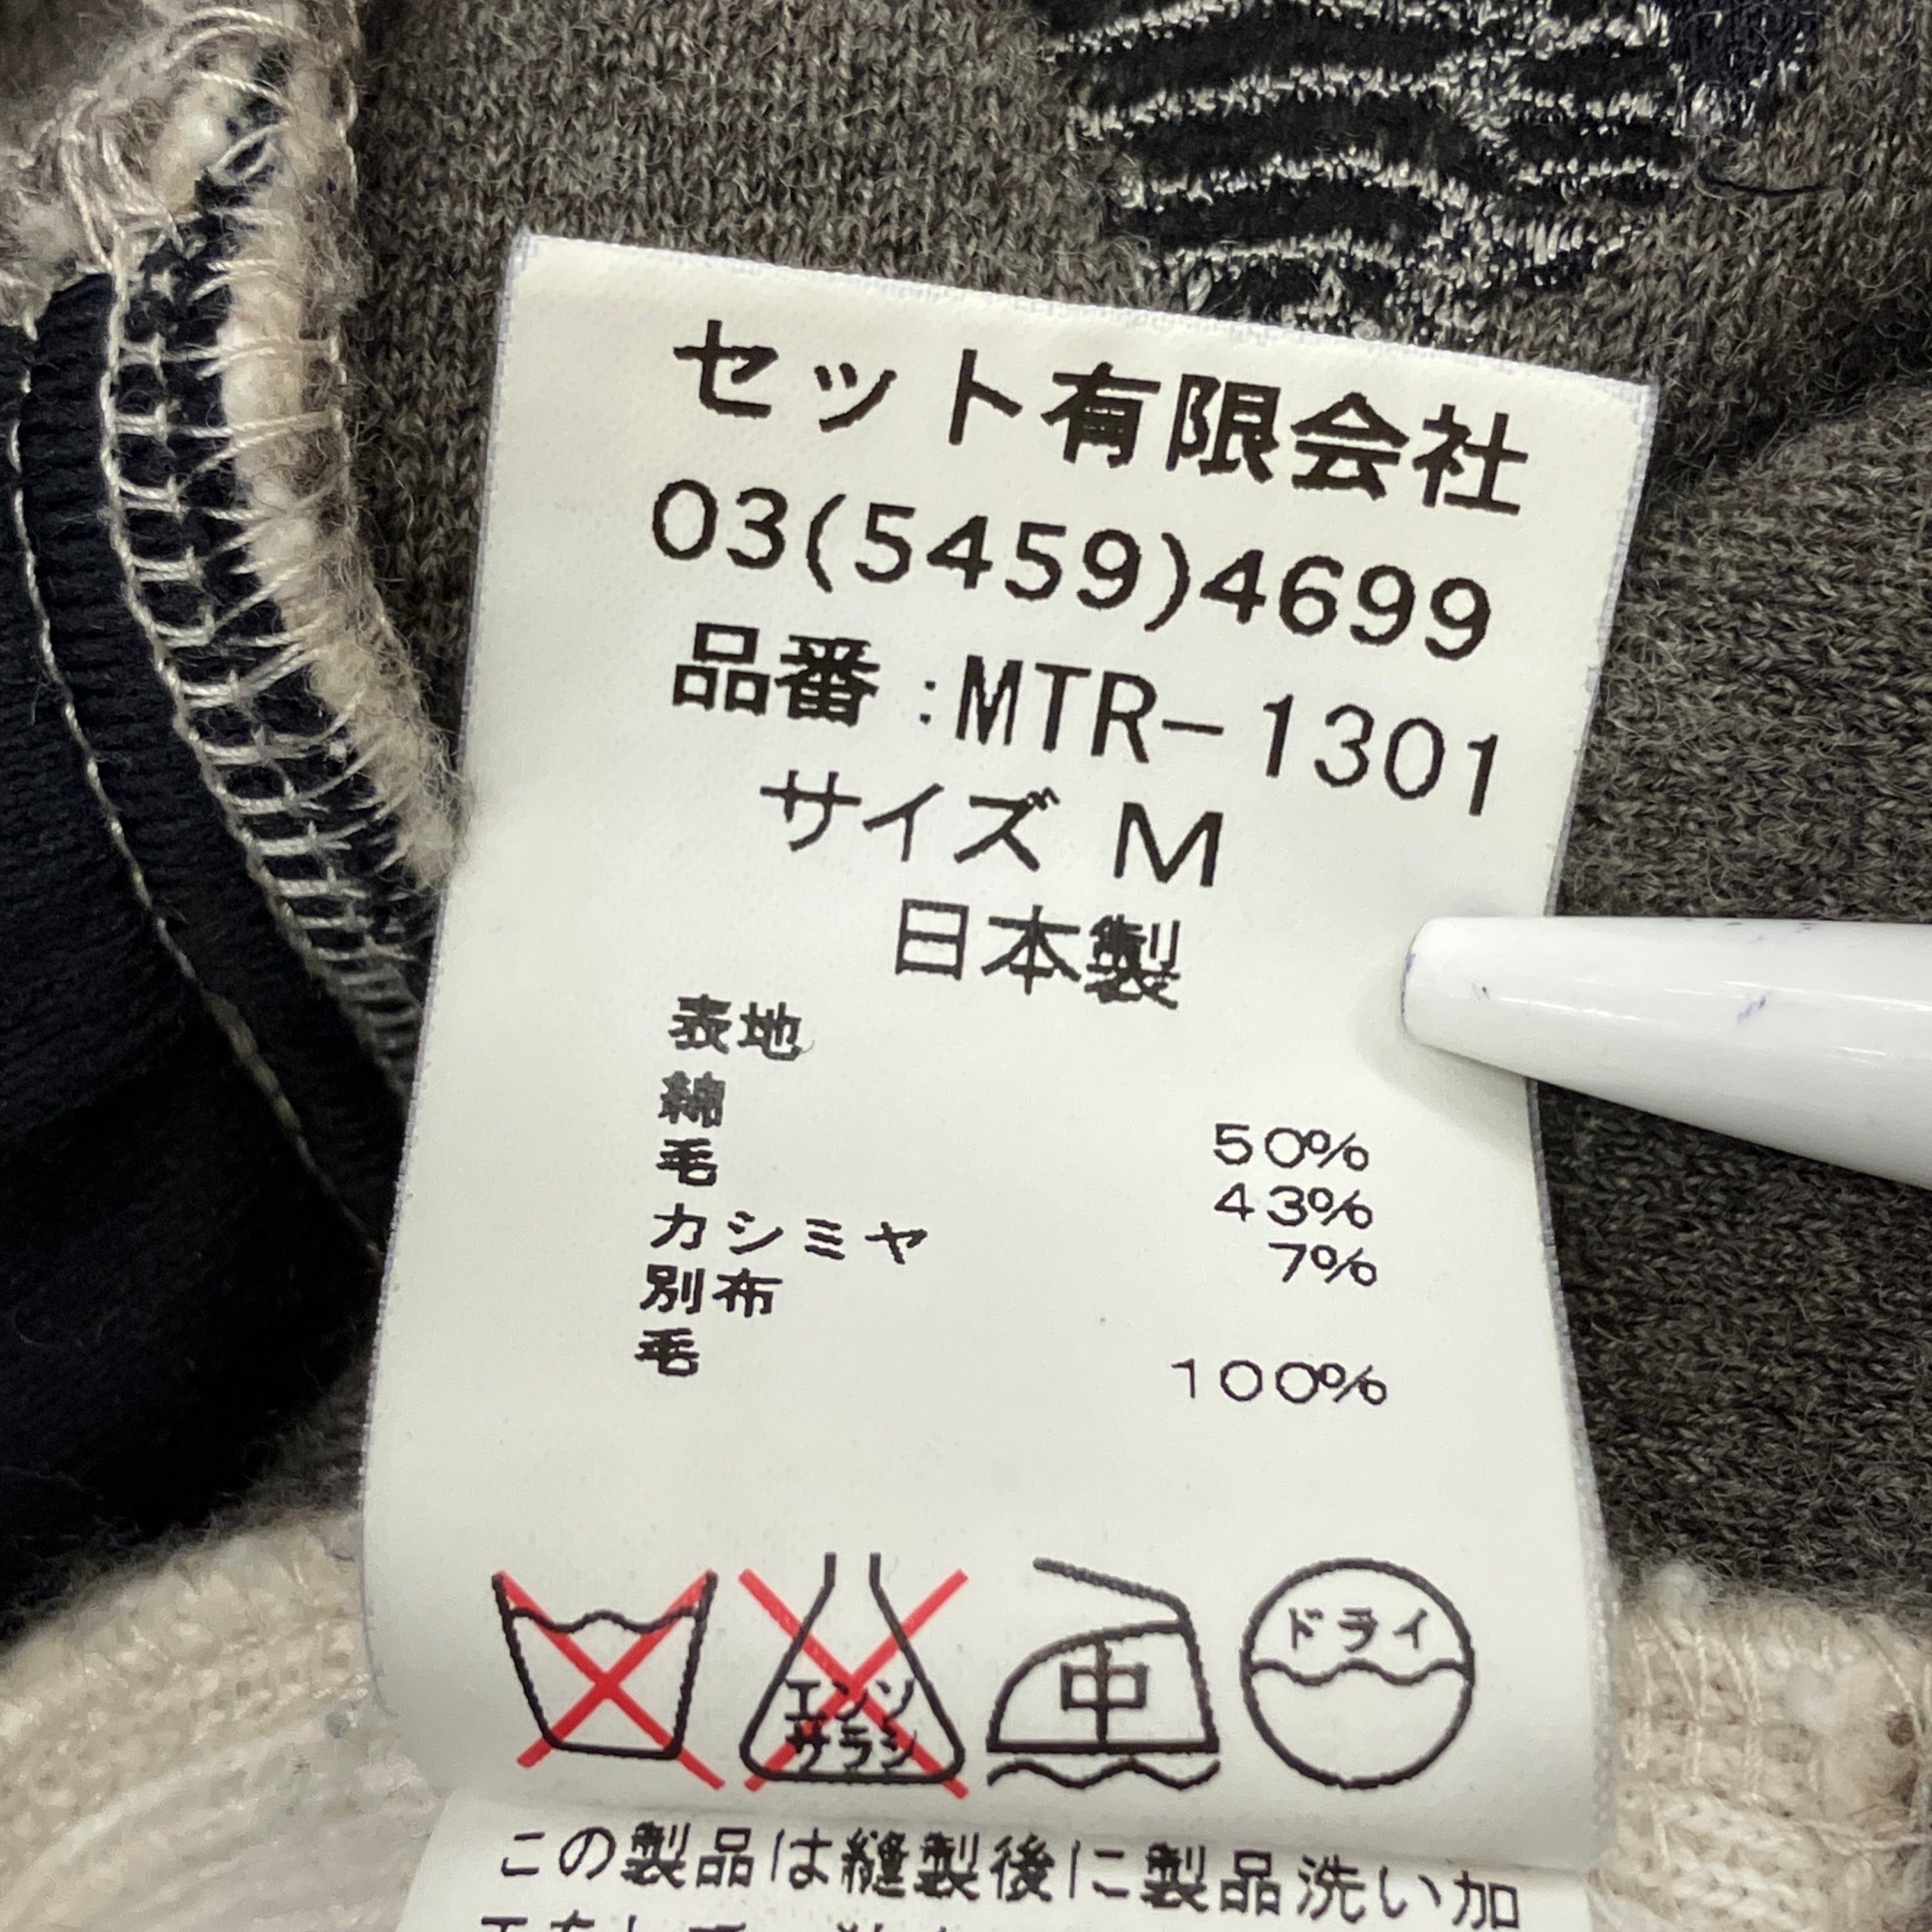 セット有限会社
03(5459)4699
品番:MTR-1301
サイズ M
日本製
表地
綿 50%
毛 43%
カシミヤ 7%
別布
毛 100%
エンソ
サラシ
中
ドライ
この製品は縫製後に製品洗い加